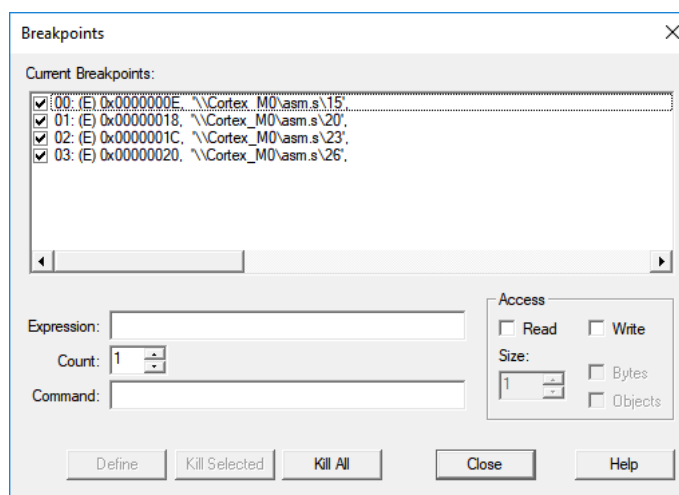 Breakpoints
Current Breakpoints:
00: (E) 0x0000000E, '\\Cortex_M0\asm.s\15',
01: (E) 0x00000018, '\\Cortex_M0\asm.s\20',
02: (E) 0x0000001C, '\\Cortex_M0\asm.s\23',
03: (E) 0x00000020, '\\Cortex_M0\asm.s\26',
Access
Expression:
Read Write
Count: 1
Size:
1
Bytes
Command:
Objects
Define Kill Selected Kill All Close Help